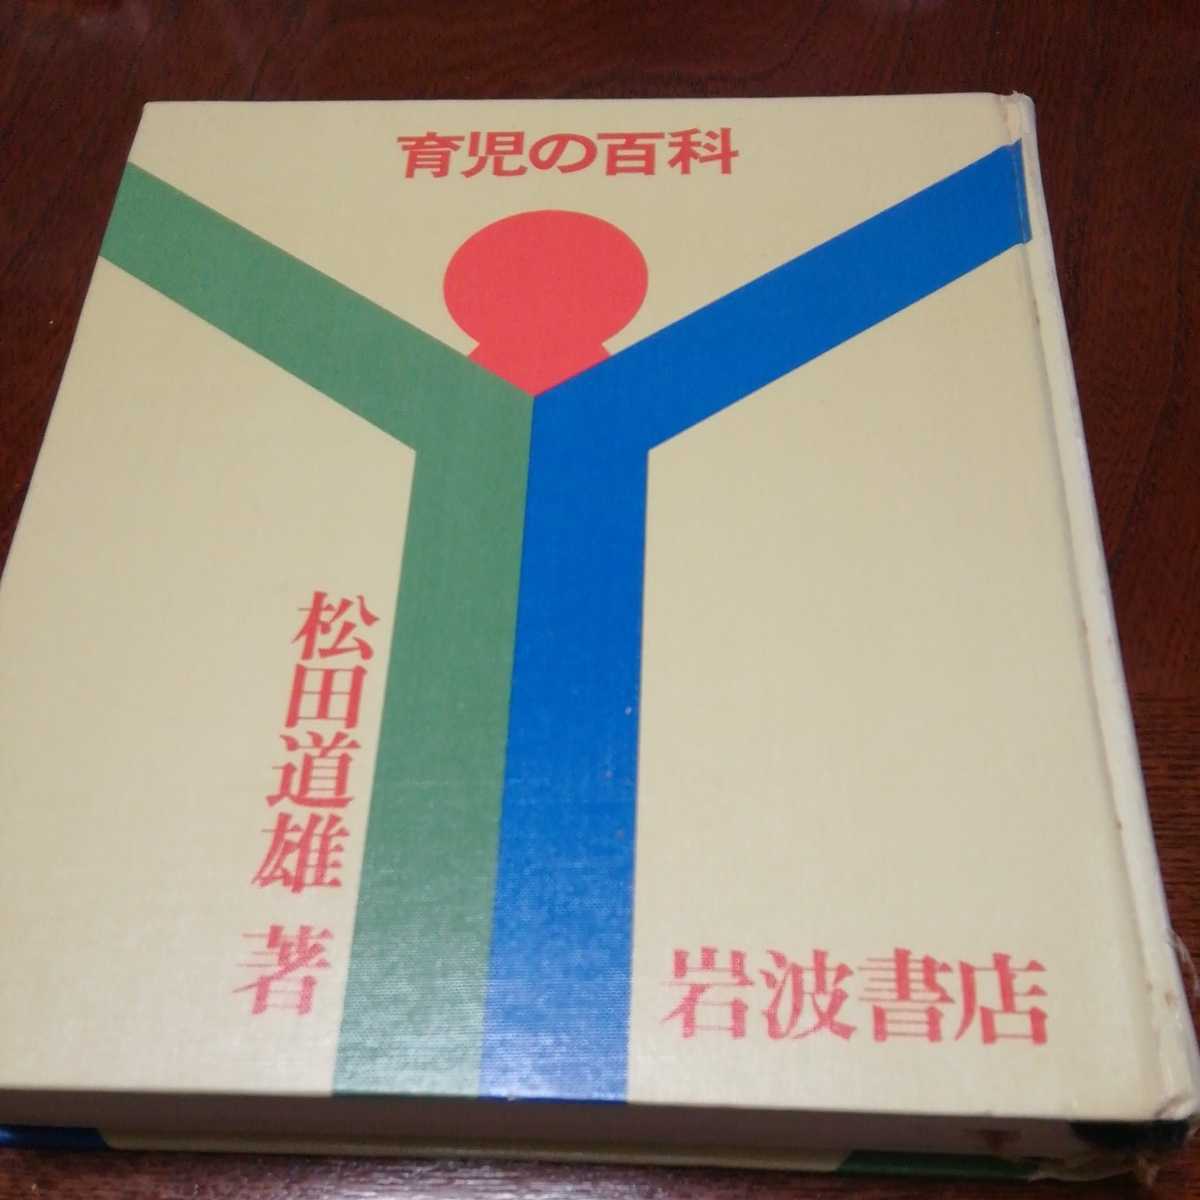 育児の百科
松田道雄 著
岩波書店